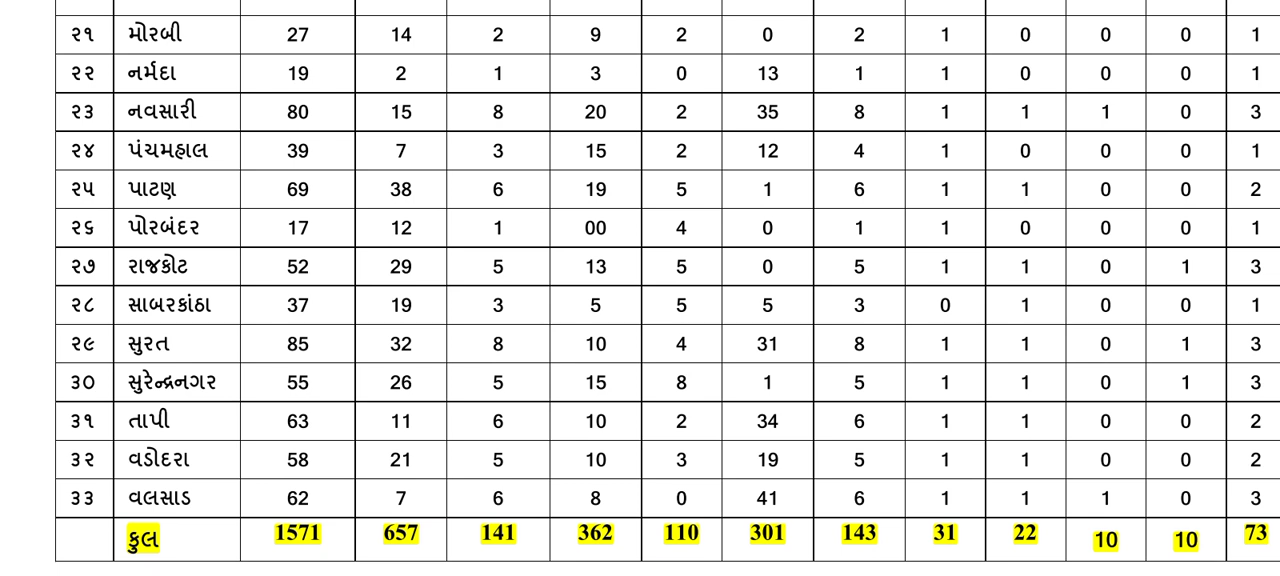 ૨૧ મોરબી 27 14 2 9 2 0 2 1 0 0 0 1
૨૨ નર્મદા 19 2 1 3 0 13 1 1 0 0 0 1
૨૩ નવસારી 80 15 8 20 2 35 8 1 1 1 0 3
૨૪ પંચમહાલ 39 7 3 15 2 12 4 1 0 0 0 1
૨૫ પાટણ 69 38 6 19 5 1 6 1 1 0 0 2
૨૬ પોરબંદર 17 12 1 00 4 0 1 1 0 0 0 1
૨૭ રાજકોટ 52 29 5 13 5 0 5 1 1 0 1 3
૨૮ સાબરકાંઠા 37 19 3 5 5 5 3 0 1 0 0 1
૨૯ સુરત 85 32 8 10 4 31 8 1 1 0 1 3
૩૦ સુરેન્દ્રનગર 55 26 5 15 8 1 5 1 1 0 1 3
૩૧ તાપી 63 11 6 10 2 34 6 1 1 0 0 2
૩૨ વડોદરા 58 21 5 10 3 19 5 1 1 0 0 2
૩૩ વલસાડ 62 7 6 8 0 41 6 1 1 1 0 3
કુલ 1571 657 141 362 110 301 143 31 22 10 10 73